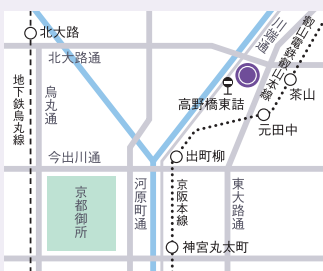 北大路
北大路通
地下鉄烏丸線
烏丸通
今出川通
京都御所
河原町通
京阪本線
出町柳
神宮丸太町
東大路通
高野橋東詰
川端通
叡山電鉄叡山本線
茶山
元田中